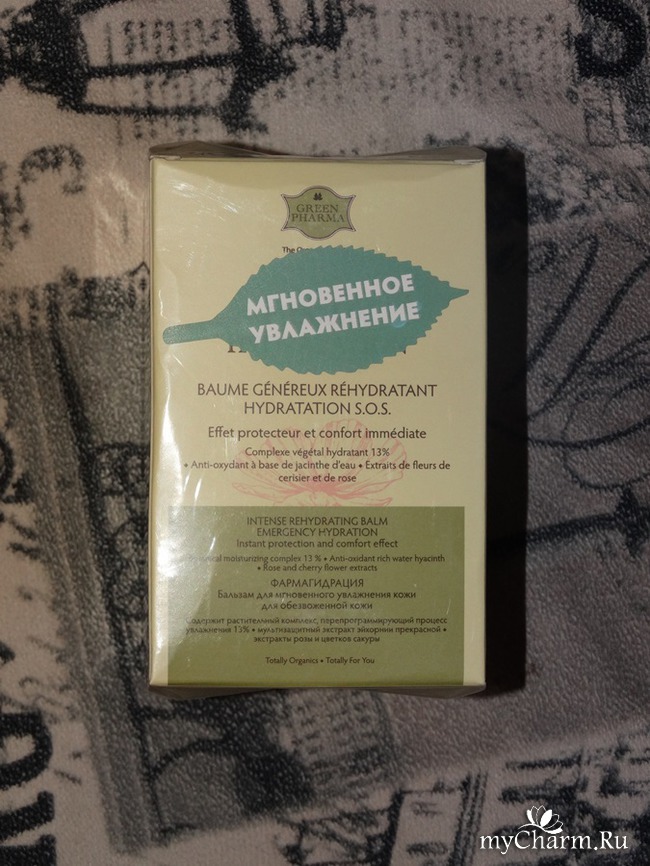 GREEN
PHARMA
The
МГНОВЕННОЕ
УВЛАЖНЕНИЕ
BAUME GÉNÉREUX RÉHYDRATANT
HYDRATATION S.O.S.
Effet protecteur et confort immédiate
Complexe végétal hydratant 13%
• Anti-oxydant à base de jacinthe d'eau • Extraits de fleurs de
cerisier et de rose
INTENSE REHYDRATING BALM
EMERGENCY HYDRATION
Instant protection and comfort effect
moisturizing complex 13 % • Anti-oxidant rich water hyacinth
• Rose and cherry flower extracts
ФАРМАГИДРАЦИЯ
Бальзам для мгновенного увлажнения кожи
для обезвоженной кожи
Содержит растительный комплекс, перепрограммирующий процесс
увлажнения 13% • мультизащитный экстракт эйхорнии прекрасной •
экстракты розы и цветков сакуры
Totally Organics • Totally For You
myCharm.Ru